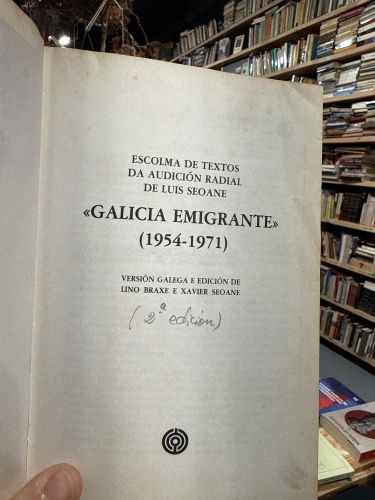 ESCOLMA DE TEXTOS
DA AUDICIÓN RADIAL
DE LUIS SEOANE
«GALICIA EMIGRANTE»
(1954-1971)
VERSIÓN GALEGA E EDICIÓN DE
LINO BRAXE E XAVIER SEOANE
(2.ª edición)